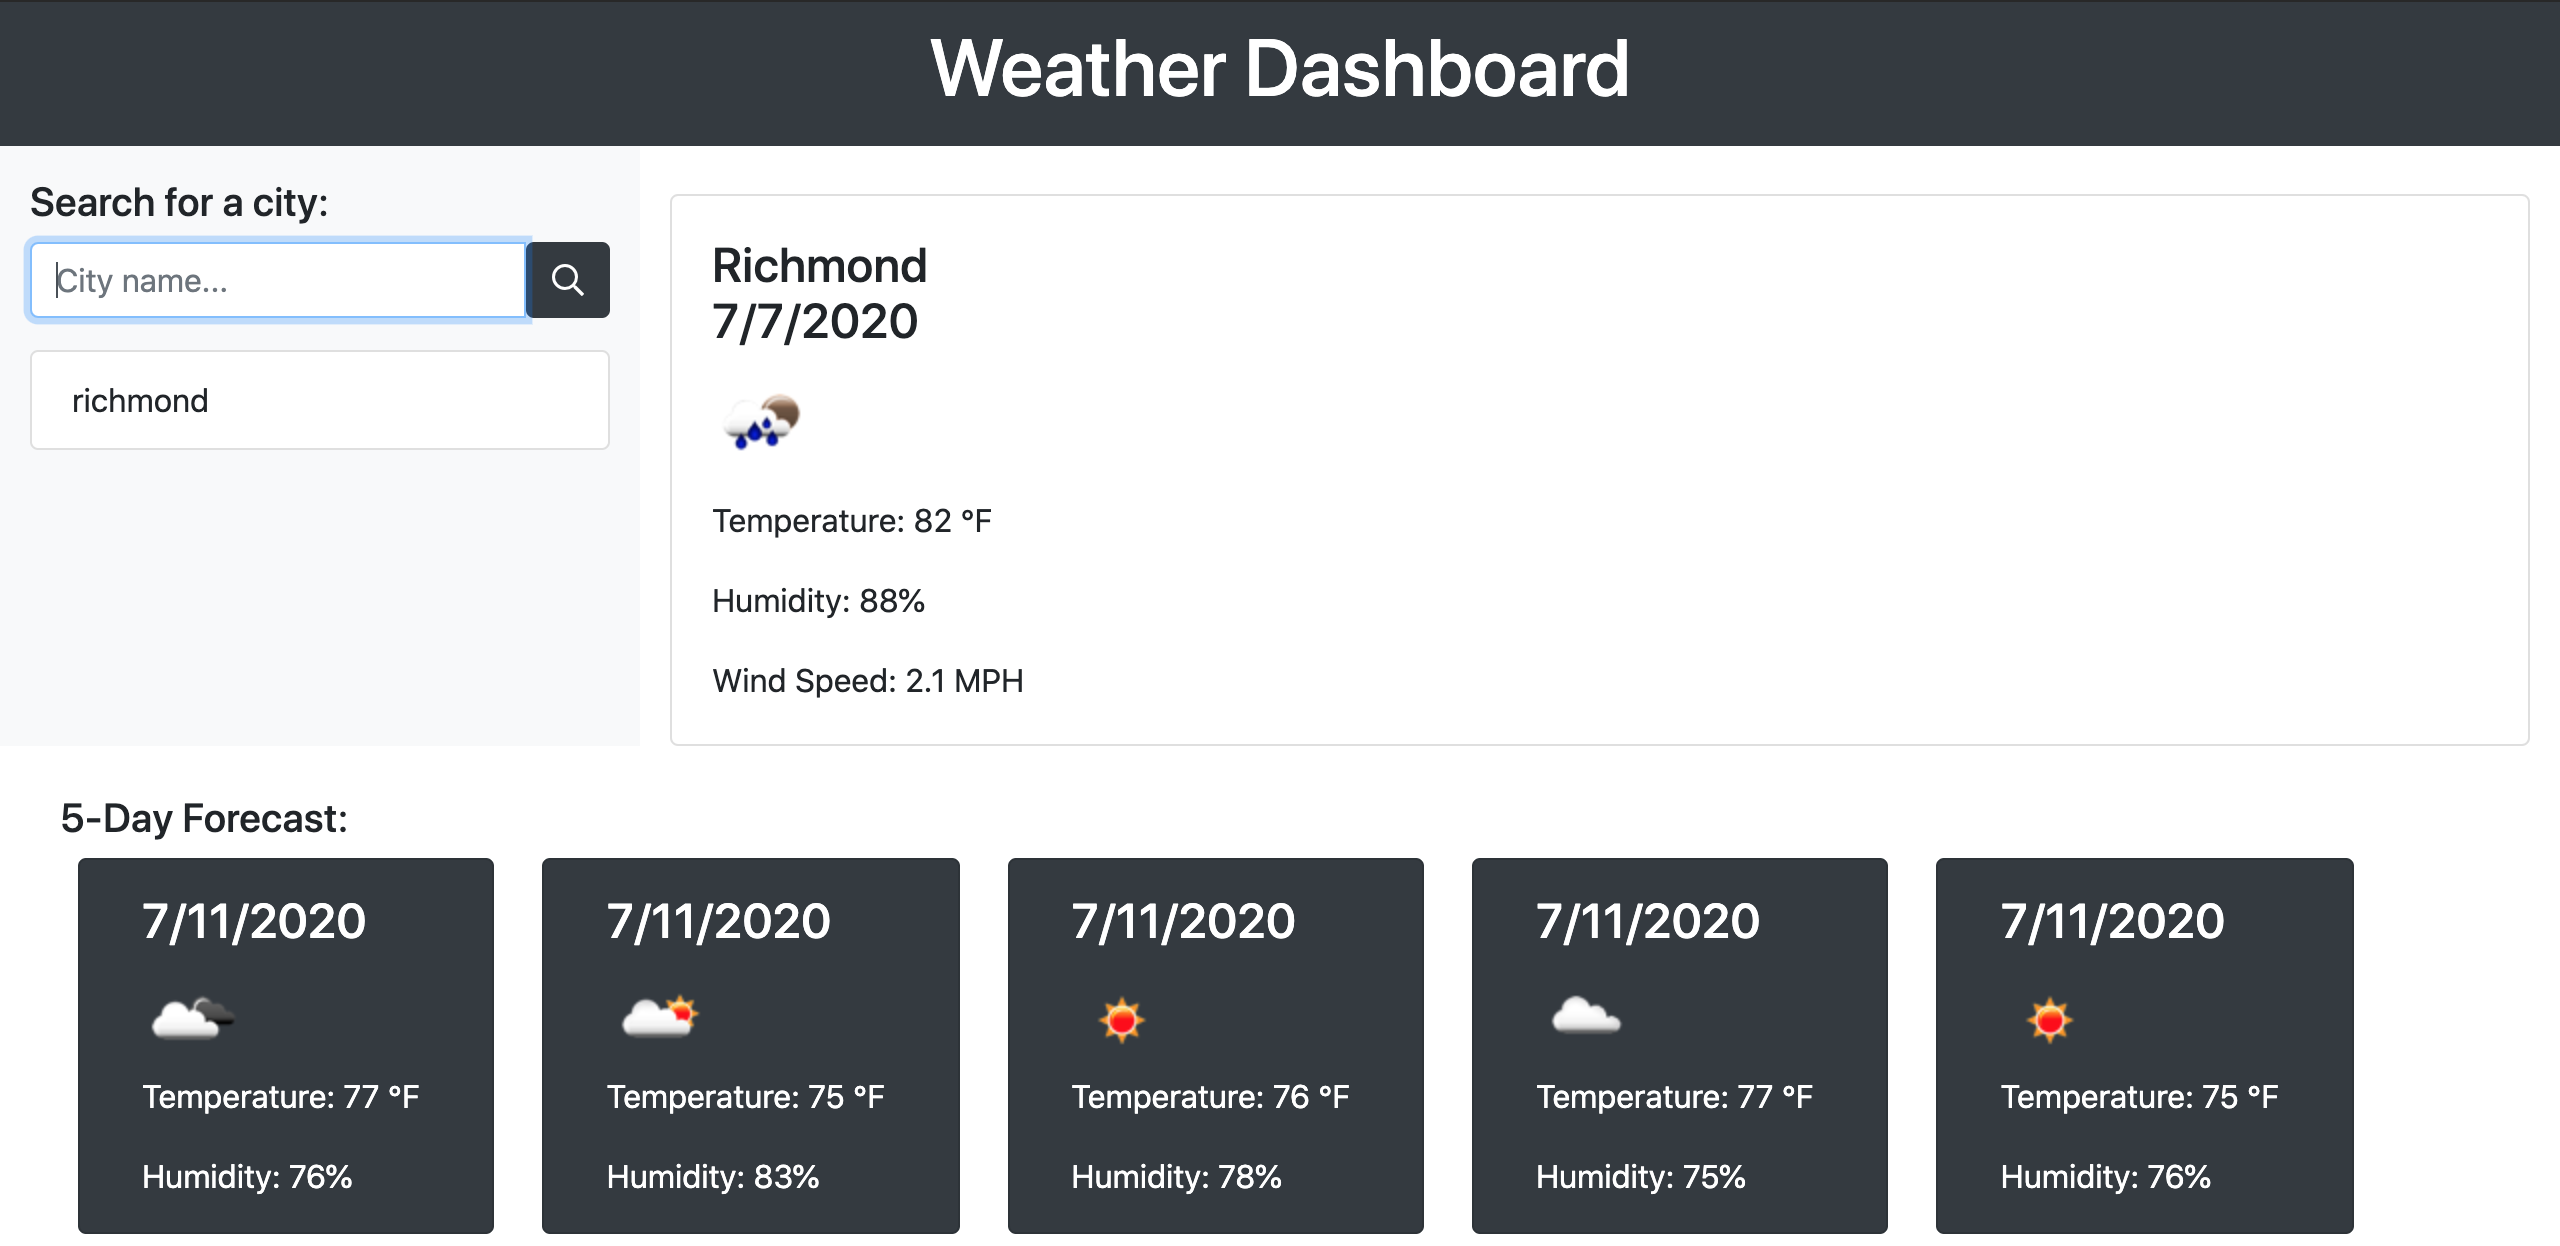 Weather Dashboard
Search for a city:
City name...
richmond
Richmond
7/7/2020
Temperature: 82 °F
Humidity: 88%
Wind Speed: 2.1 MPH
5-Day Forecast:
7/11/2020
Temperature: 77 °F
Humidity: 76%
7/11/2020
Temperature: 75 °F
Humidity: 83%
7/11/2020
Temperature: 76 °F
Humidity: 78%
7/11/2020
Temperature: 77 °F
Humidity: 75%
7/11/2020
Temperature: 75 °F
Humidity: 76%